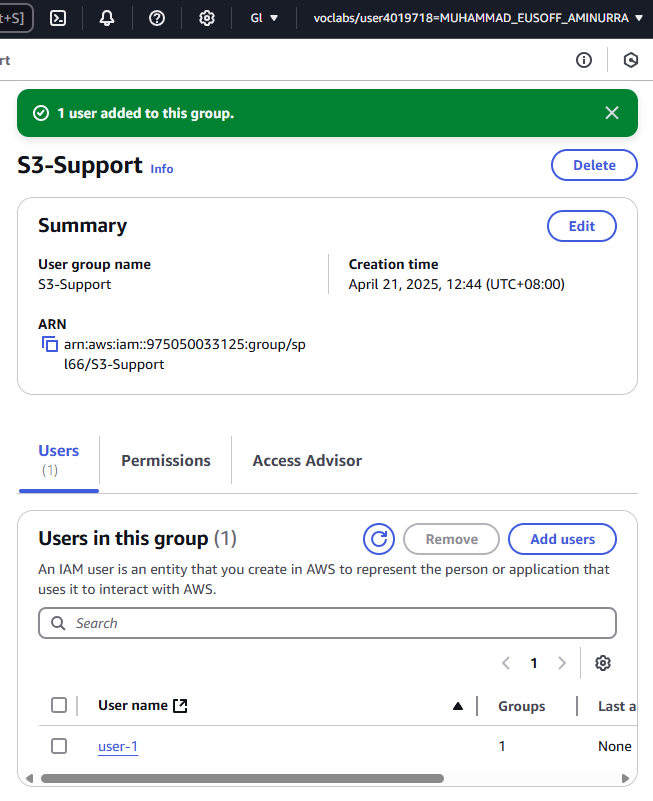 t+S]
Gl ▼
voclabs/user4019718=MUHAMMAD_EUSOFF_AMINURRA ▼
rt
1 user added to this group.
S3-Support Info
Delete
Summary
Edit
User group name
S3-Support
Creation time
April 21, 2025, 12:44 (UTC+08:00)
ARN
arn:aws:iam::975050033125:group/sp
l66/S3-Support
Users
(1)
Permissions
Access Advisor
Users in this group (1)
Remove
Add users
An IAM user is an entity that you create in AWS to represent the person or application that
uses it to interact with AWS.
Search
1
User name
Groups
Last a
user-1
1
None